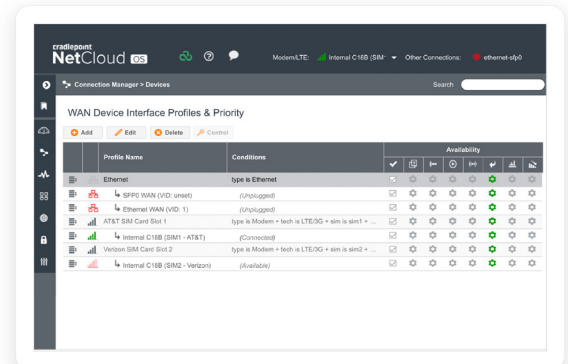 cradlepoint
NetCloud OS
Modem/LTE: Internal C18B (SIM- Other Connections: ethernet-sfp0
Connection Manager > Devices Search
WAN Device Interface Profiles & Priority
Add Edit Delete Control
Availability
Profile Name Conditions
Ethernet type is Ethernet
SFP0 WAN (VID: unset) (Unplugged)
Ethernet WAN (VID: 1) (Unplugged)
AT&T SIM Card Slot 1 type is Modem + tech is LTE/3G + sim is sim1 + ...
Internal C18B (SIM1 - AT&T) (Connected)
Verizon SIM Card Slot 2 type is Modem + tech is LTE/3G + sim is sim2 + ...
Internal C18B (SIM2 - Verizon) (Available)